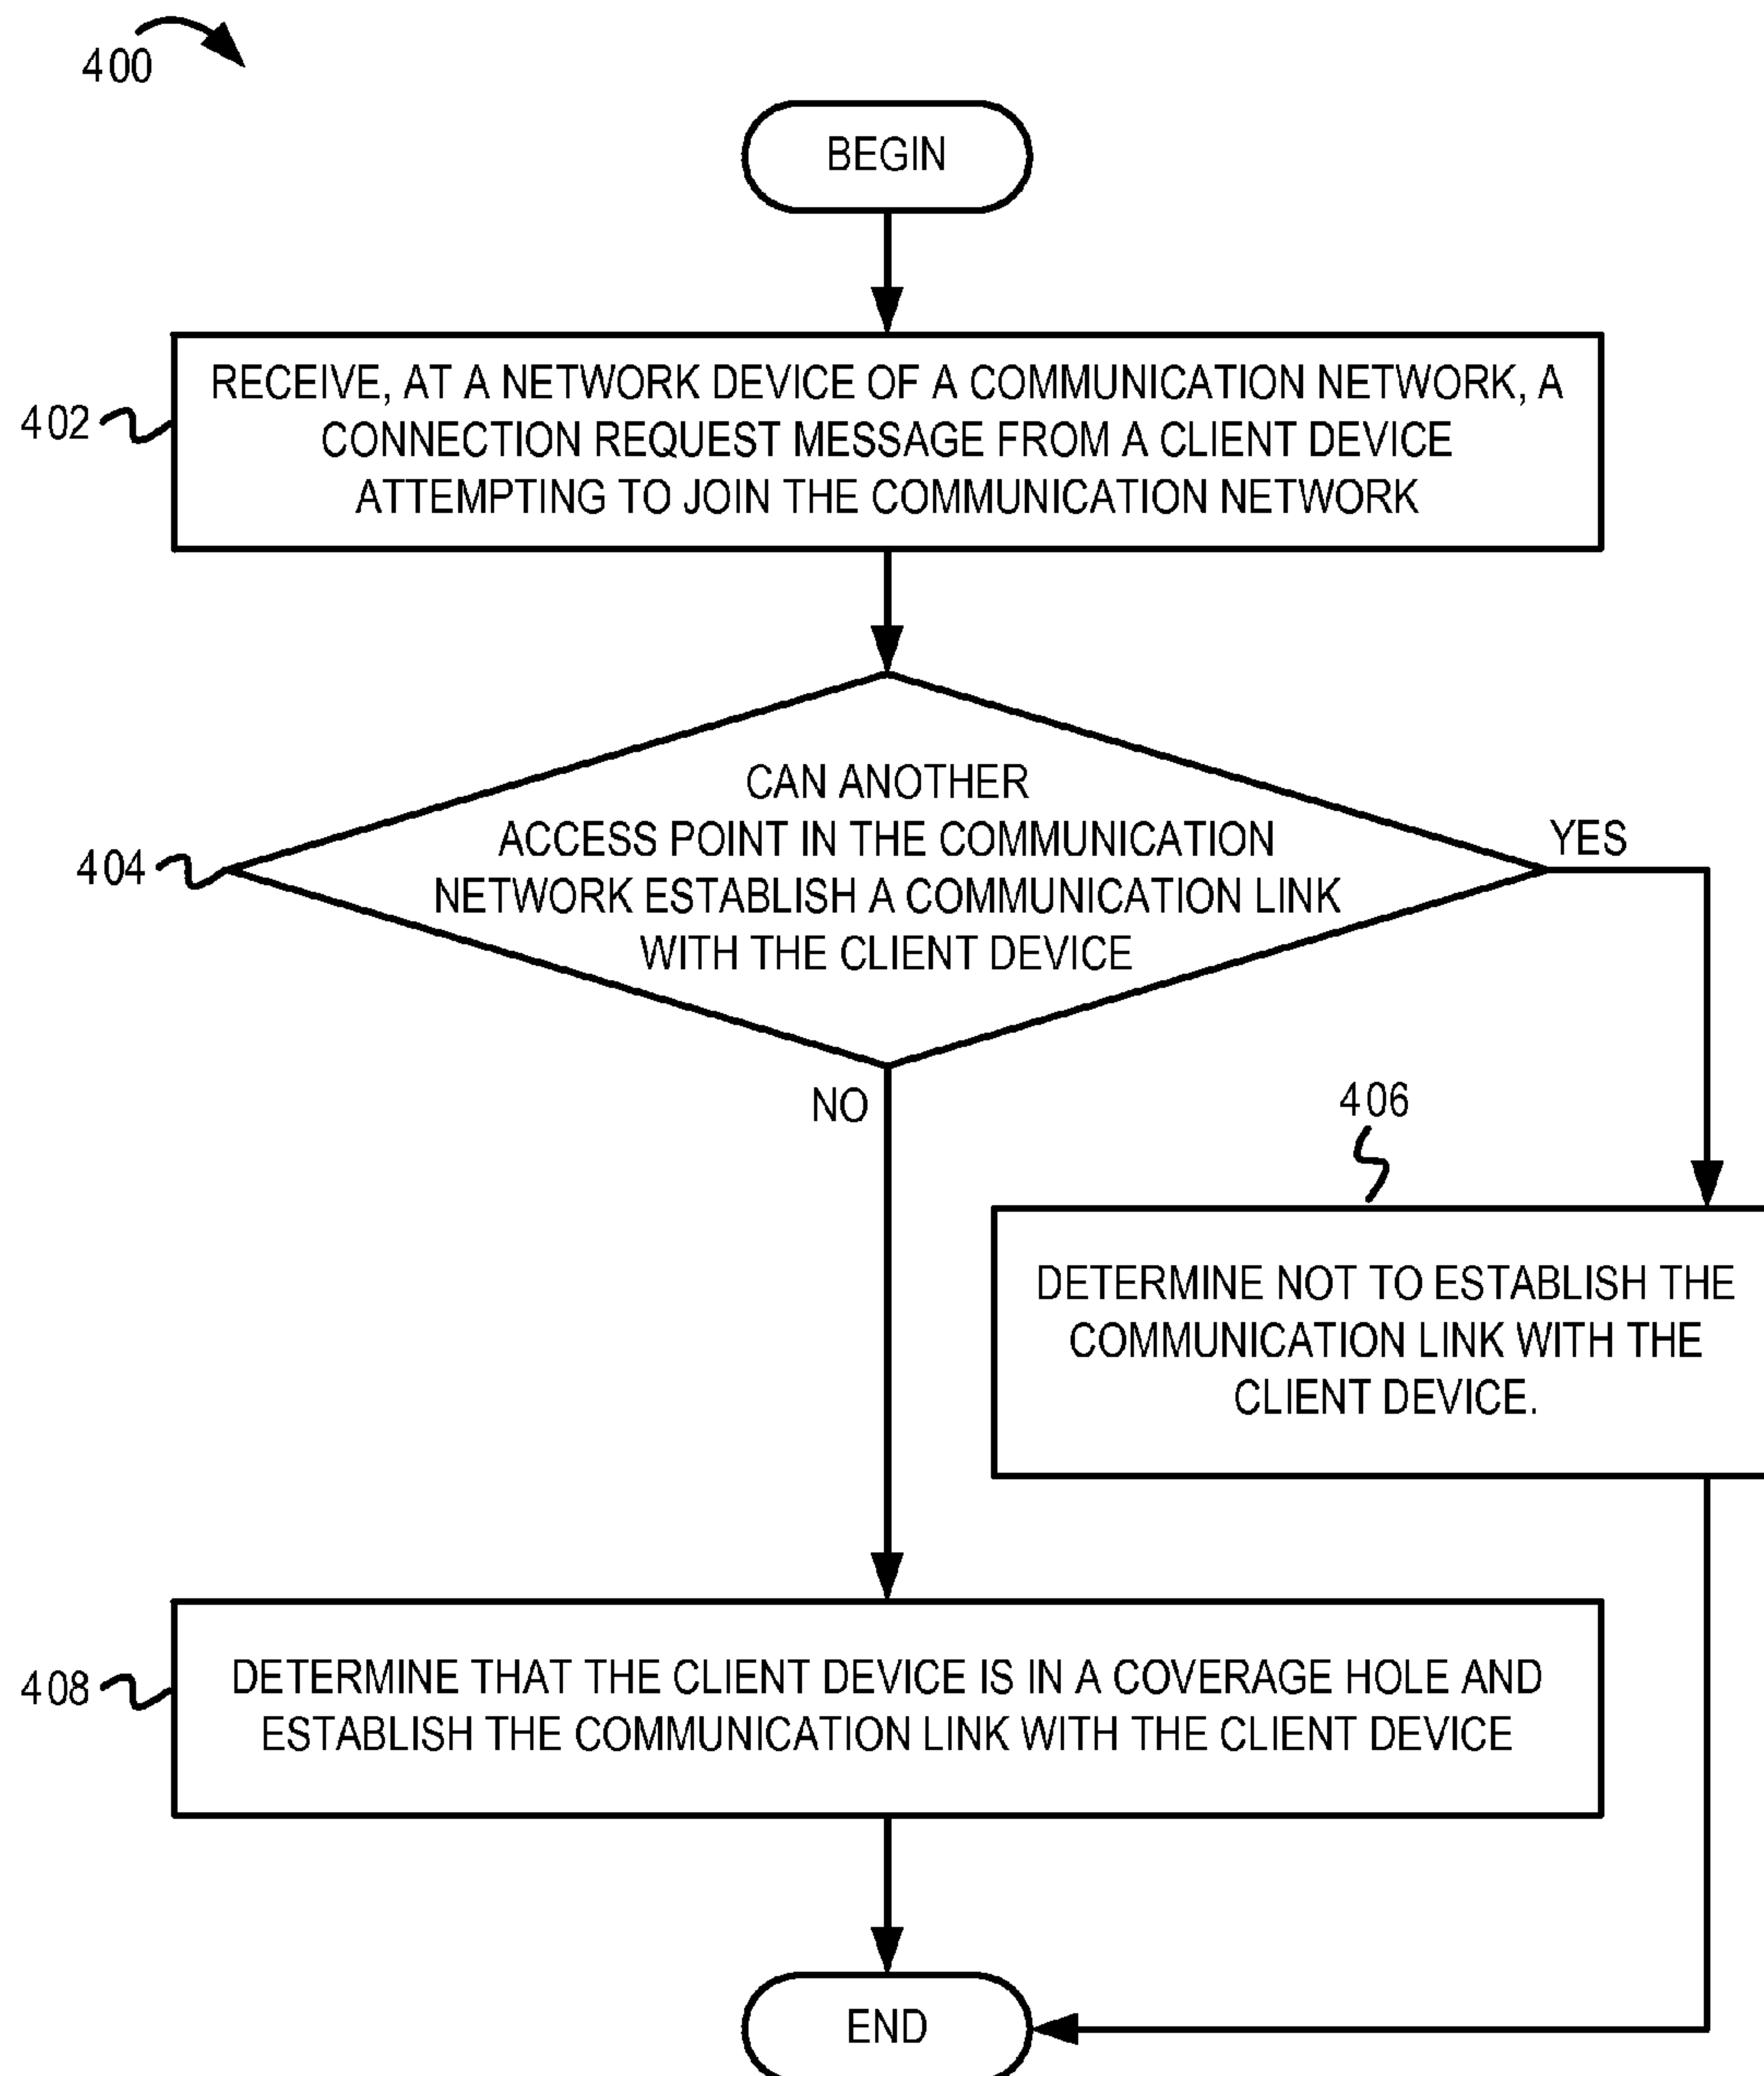 400
BEGIN
402
RECEIVE, AT A NETWORK DEVICE OF A COMMUNICATION NETWORK, A
CONNECTION REQUEST MESSAGE FROM A CLIENT DEVICE
ATTEMPTING TO JOIN THE COMMUNICATION NETWORK
404
CAN ANOTHER
ACCESS POINT IN THE COMMUNICATION
NETWORK ESTABLISH A COMMUNICATION LINK
WITH THE CLIENT DEVICE
YES
NO
406
DETERMINE NOT TO ESTABLISH THE
COMMUNICATION LINK WITH THE
CLIENT DEVICE.
408
DETERMINE THAT THE CLIENT DEVICE IS IN A COVERAGE HOLE AND
ESTABLISH THE COMMUNICATION LINK WITH THE CLIENT DEVICE
END